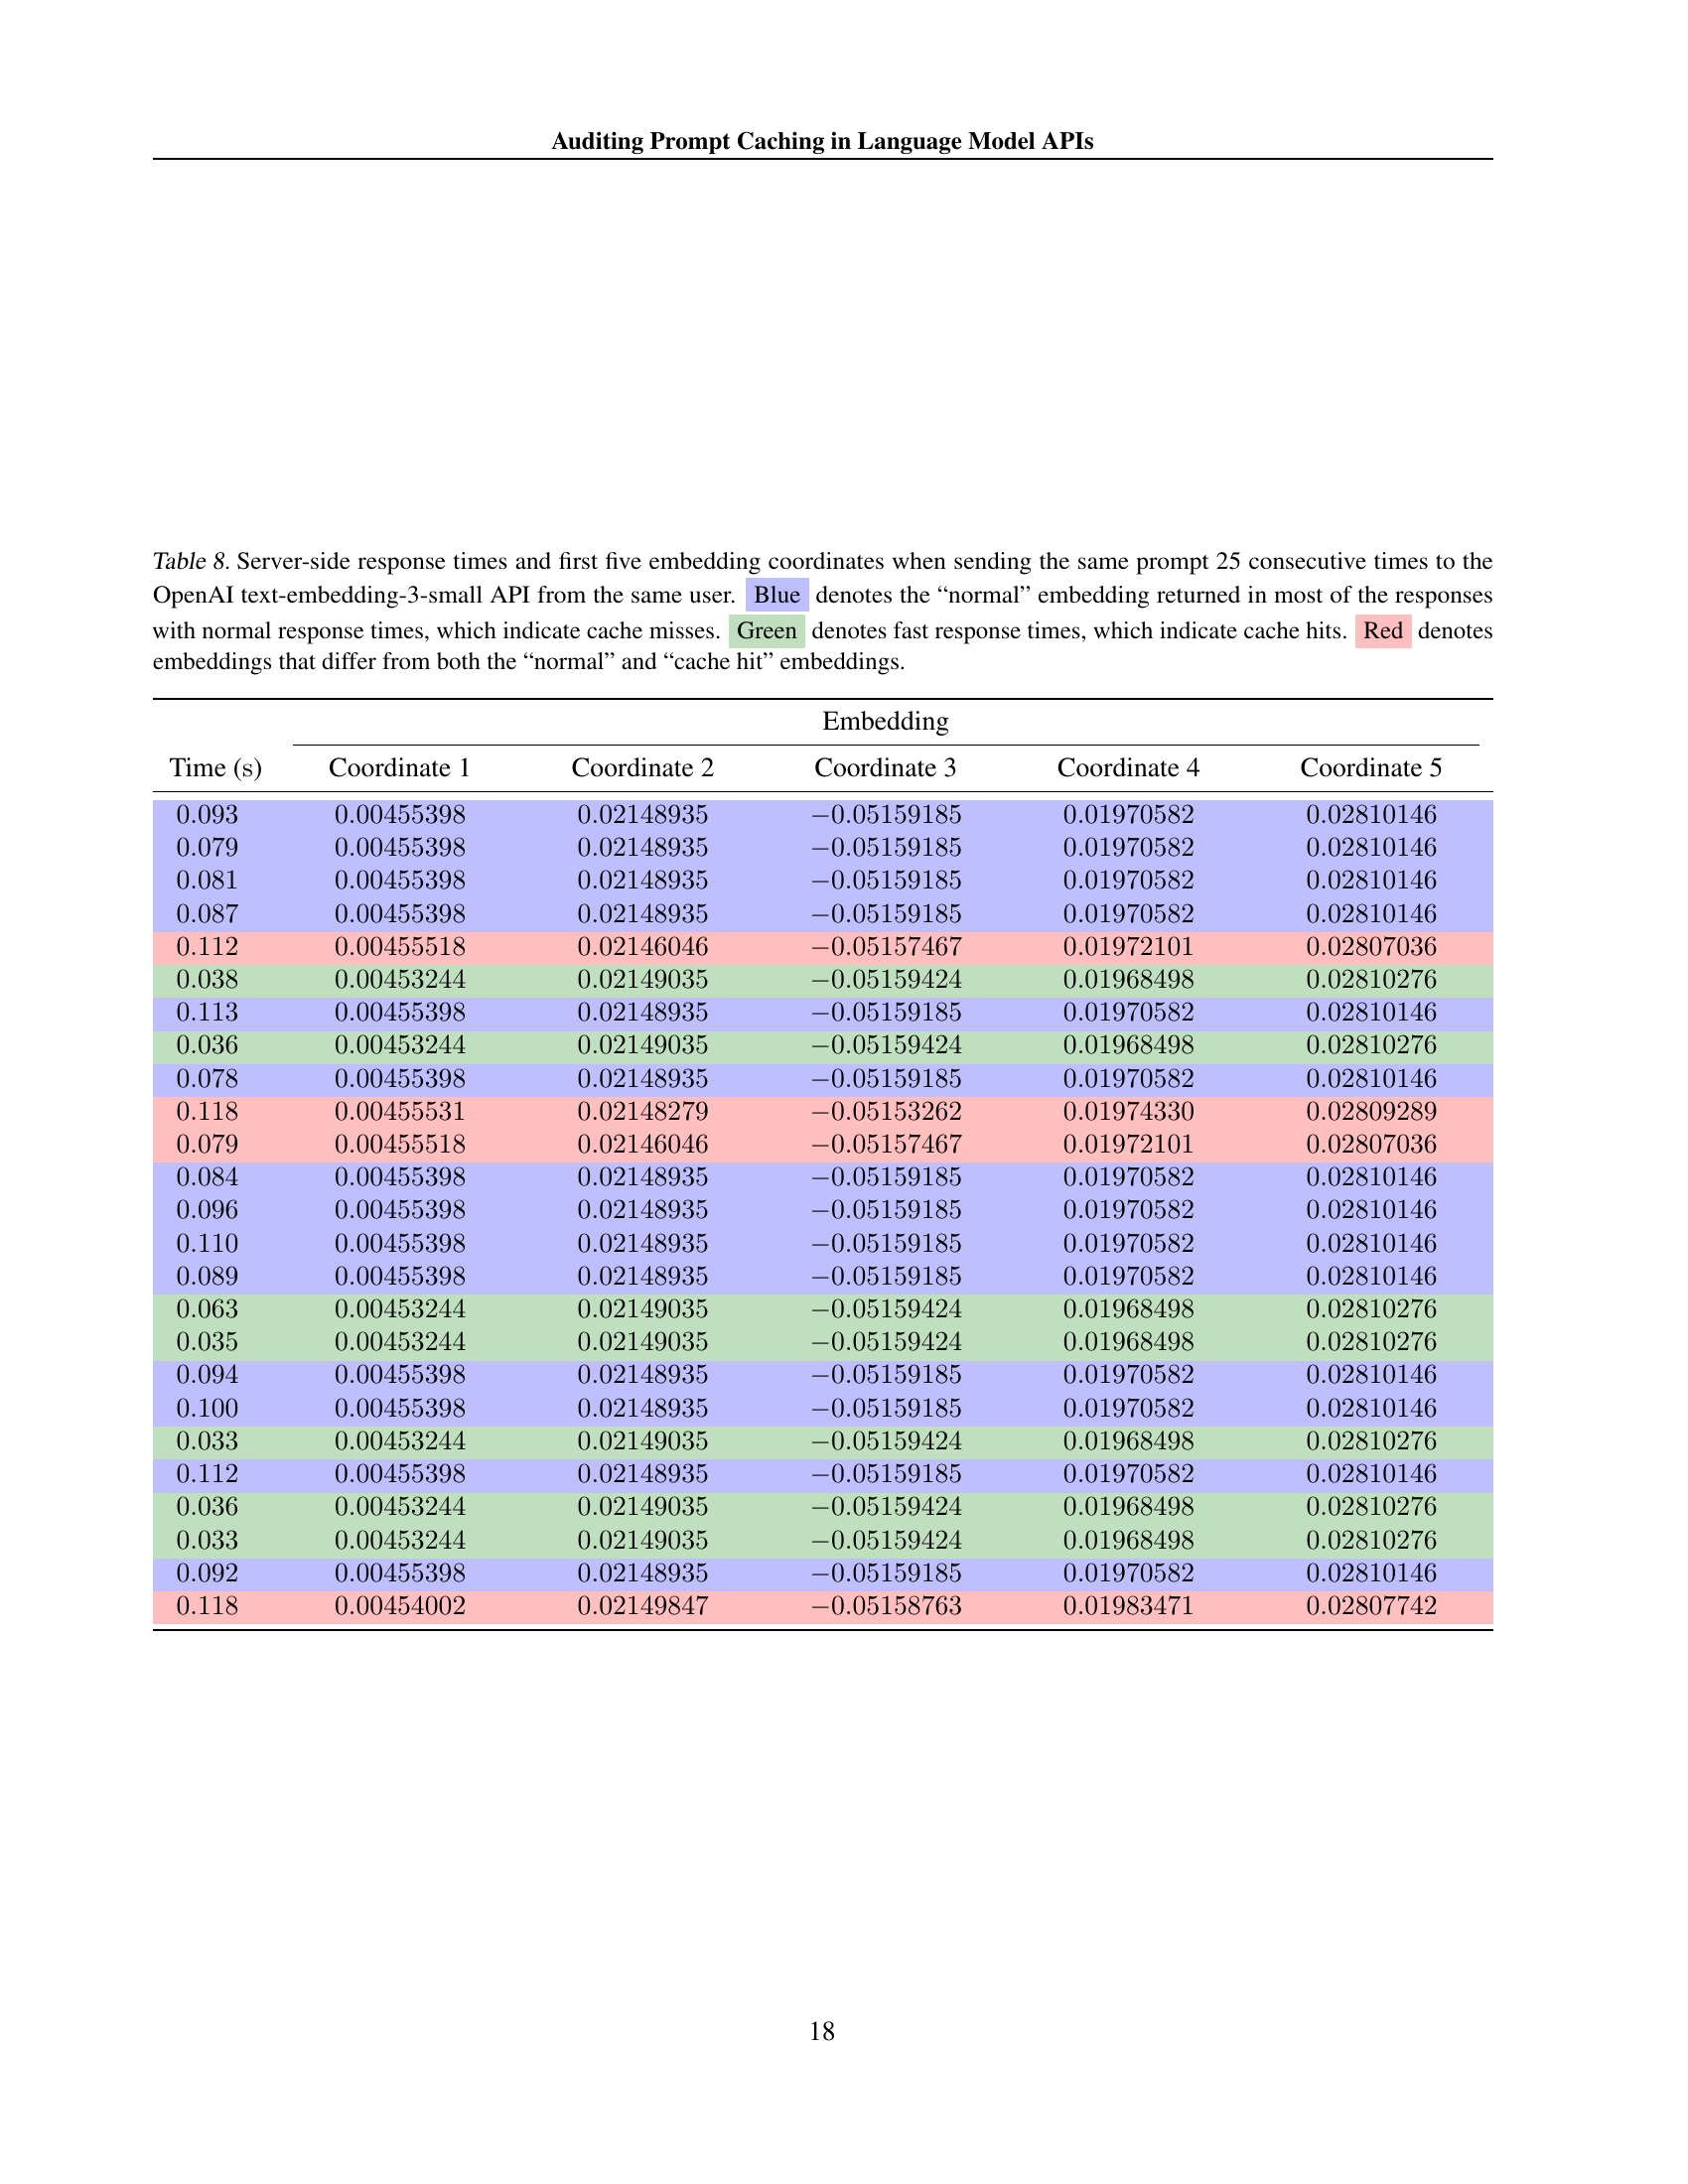 Auditing Prompt Caching in Language Model APIs
Table 8. Server-side response times and first five embedding coordinates when sending the same prompt 25 consecutive times to the
OpenAI text-embedding-3-small API from the same user. Blue denotes the “normal” embedding returned in most of the responses
with normal response times, which indicate cache misses. Green denotes fast response times, which indicate cache hits. Red denotes
embeddings that differ from both the “normal” and “cache hit” embeddings.
Embedding
Time (s) Coordinate 1 Coordinate 2 Coordinate 3 Coordinate 4 Coordinate 5
0.093 0.00455398 0.02148935 −0.05159185 0.01970582 0.02810146
0.079 0.00455398 0.02148935 −0.05159185 0.01970582 0.02810146
0.081 0.00455398 0.02148935 −0.05159185 0.01970582 0.02810146
0.087 0.00455398 0.02148935 −0.05159185 0.01970582 0.02810146
0.112 0.00455518 0.02146046 −0.05157467 0.01972101 0.02807036
0.038 0.00453244 0.02149035 −0.05159424 0.01968498 0.02810276
0.113 0.00455398 0.02148935 −0.05159185 0.01970582 0.02810146
0.036 0.00453244 0.02149035 −0.05159424 0.01968498 0.02810276
0.078 0.00455398 0.02148935 −0.05159185 0.01970582 0.02810146
0.118 0.00455531 0.02148279 −0.05153262 0.01974330 0.02809289
0.079 0.00455518 0.02146046 −0.05157467 0.01972101 0.02807036
0.084 0.00455398 0.02148935 −0.05159185 0.01970582 0.02810146
0.096 0.00455398 0.02148935 −0.05159185 0.01970582 0.02810146
0.110 0.00455398 0.02148935 −0.05159185 0.01970582 0.02810146
0.089 0.00455398 0.02148935 −0.05159185 0.01970582 0.02810146
0.063 0.00453244 0.02149035 −0.05159424 0.01968498 0.02810276
0.035 0.00453244 0.02149035 −0.05159424 0.01968498 0.02810276
0.094 0.00455398 0.02148935 −0.05159185 0.01970582 0.02810146
0.100 0.00455398 0.02148935 −0.05159185 0.01970582 0.02810146
0.033 0.00453244 0.02149035 −0.05159424 0.01968498 0.02810276
0.112 0.00455398 0.02148935 −0.05159185 0.01970582 0.02810146
0.036 0.00453244 0.02149035 −0.05159424 0.01968498 0.02810276
0.033 0.00453244 0.02149035 −0.05159424 0.01968498 0.02810276
0.092 0.00455398 0.02148935 −0.05159185 0.01970582 0.02810146
0.118 0.00454002 0.02149847 −0.05158763 0.01983471 0.02807742
18